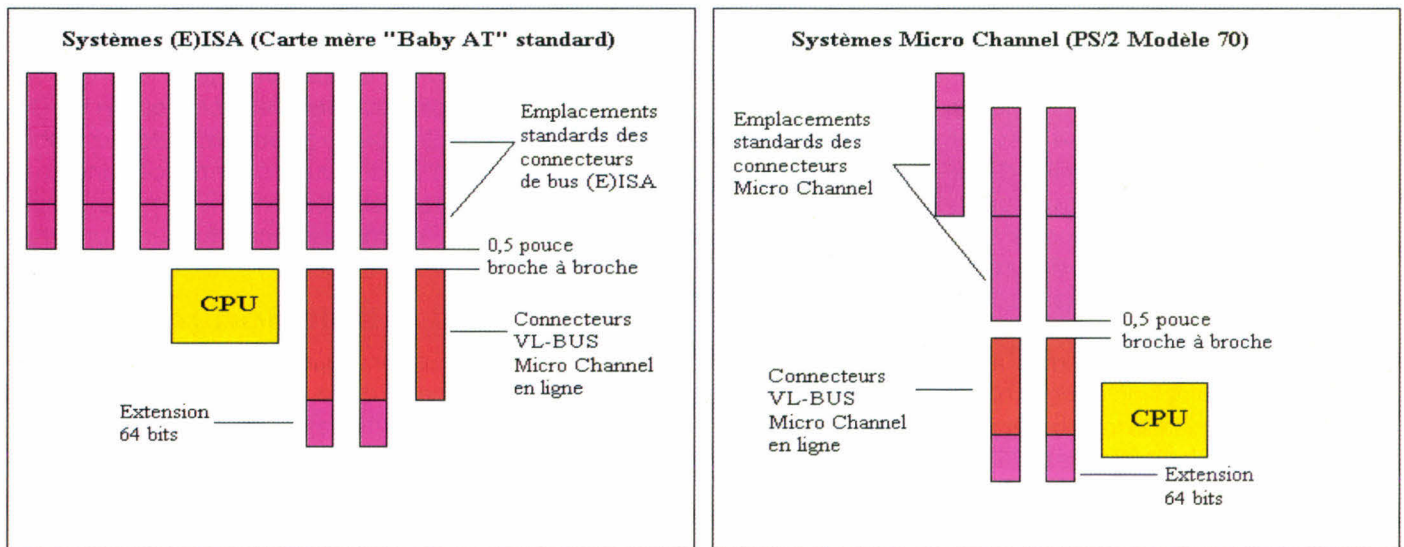 Systèmes (E)ISA (Carte mère "Baby AT" standard)
Emplacements
standards des
connecteurs
de bus (E)ISA
0,5 pouce
broche à broche
CPU
Connecteurs
VL-BUS
Micro Channel
en ligne
Extension
64 bits
Systèmes Micro Channel (PS/2 Modèle 70)
Emplacements
standards des
connecteurs
Micro Channel
0,5 pouce
broche à broche
Connecteurs
VL-BUS
Micro Channel
en ligne
CPU
Extension
64 bits